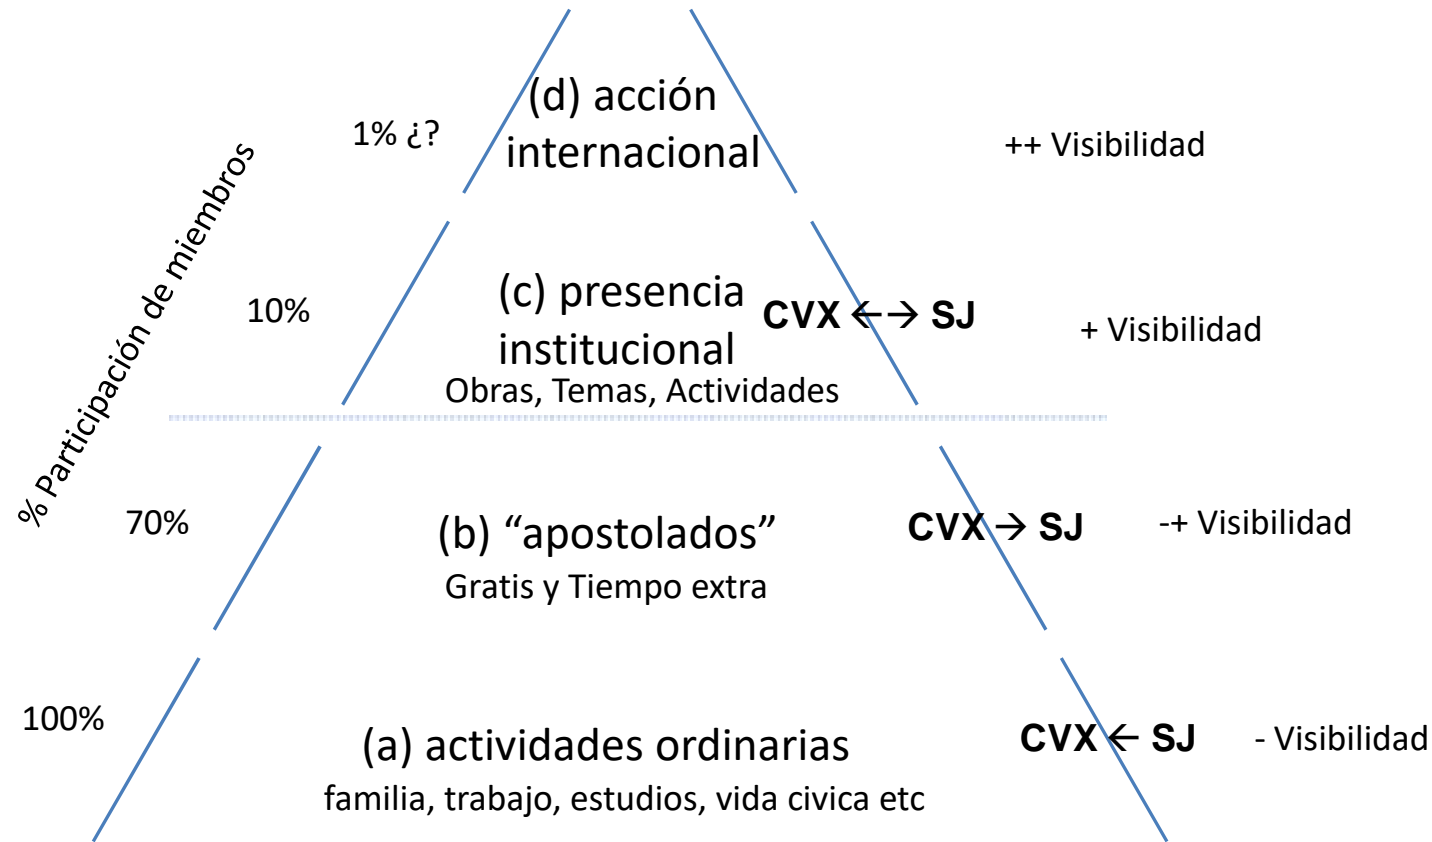 % Participación de miembros
1% ¿?
(d) acción
internacional
++ Visibilidad
10%
(c) presencia
institucional
Obras, Temas, Actividades
CVX ←→ SJ
+ Visibilidad
70%
(b) “apostolados”
Gratis y Tiempo extra
CVX → SJ
-+ Visibilidad
100%
(a) actividades ordinarias
familia, trabajo, estudios, vida civica etc
CVX ← SJ
- Visibilidad